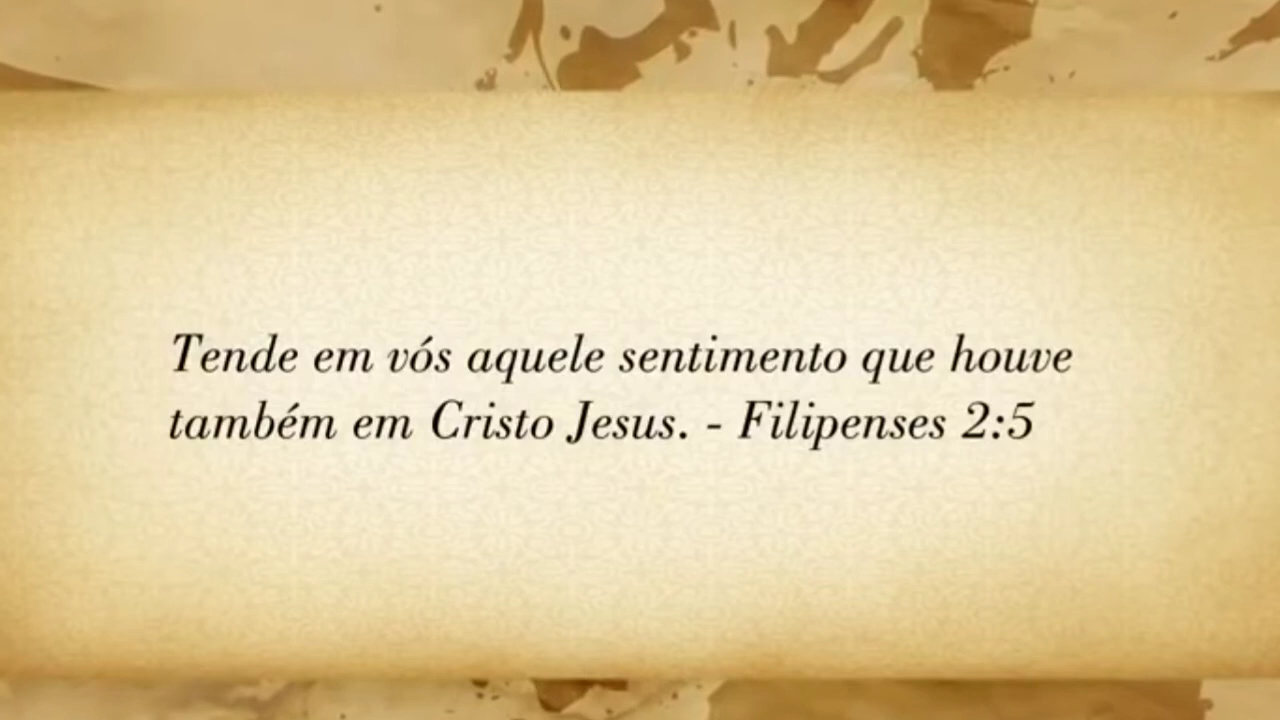 Tende em vós aquele sentimento que houve
também em Cristo Jesus. - Filipenses 2:5